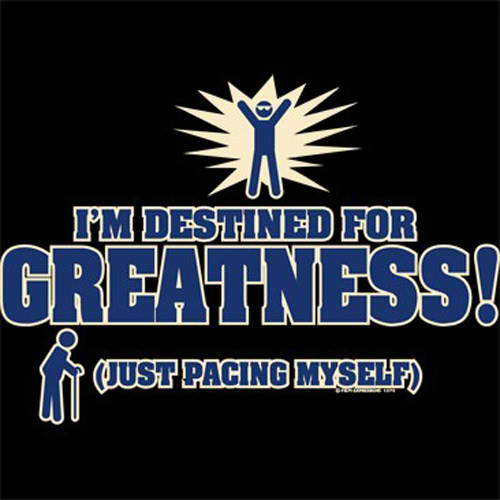 I'M DESTINED FOR
GREATNESS!
(JUST PACING MYSELF)